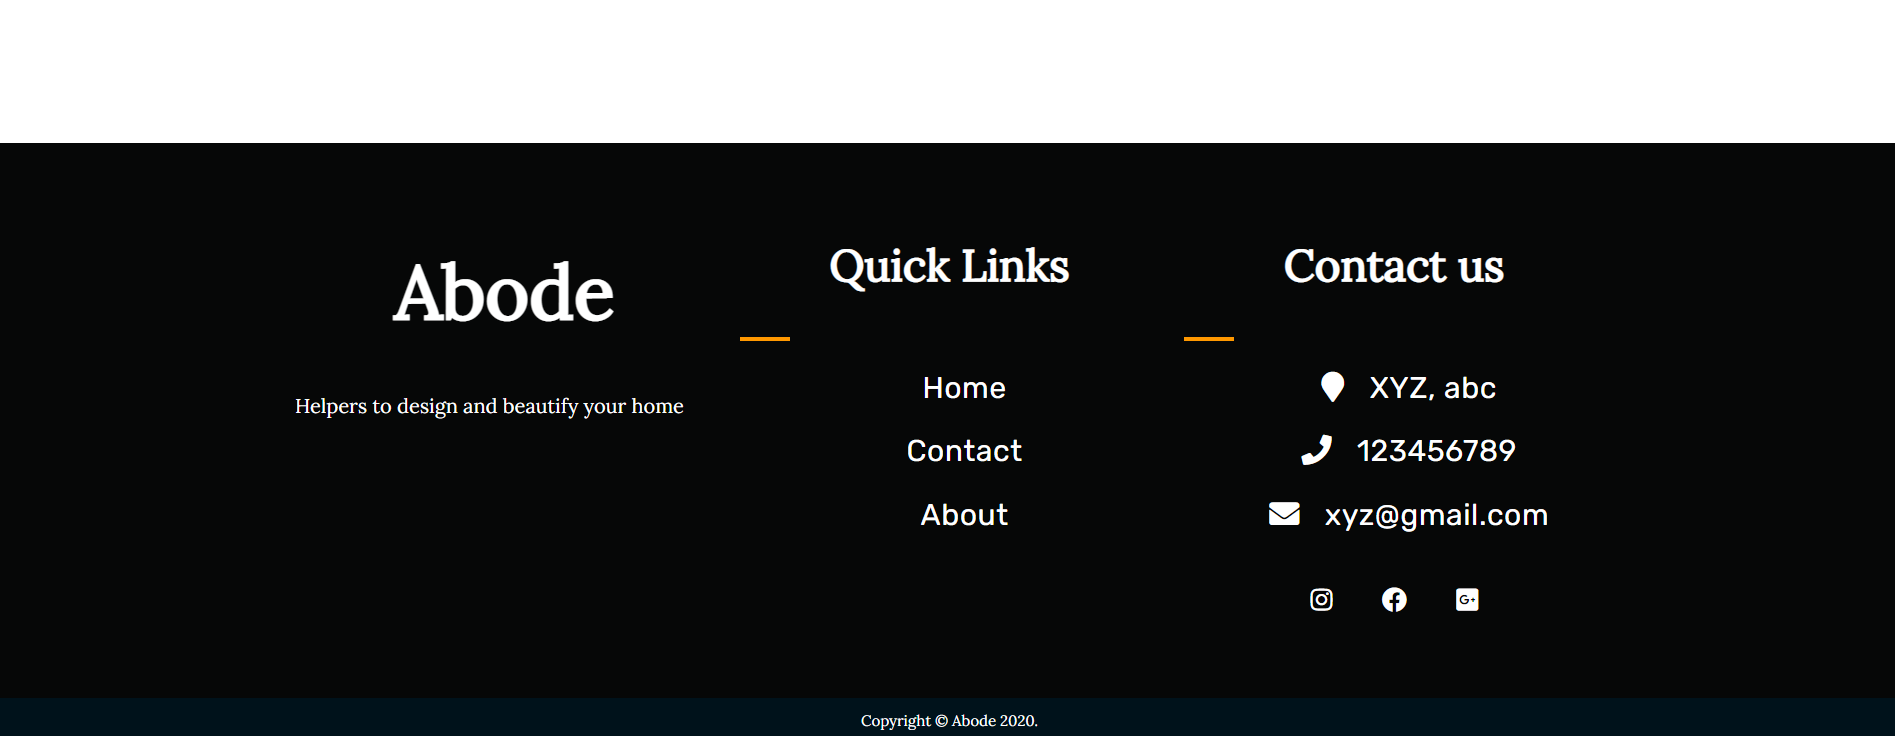 Abode
Helpers to design and beautify your home
Quick Links
Home
Contact
About
Contact us
XYZ, abc
123456789
xyz@gmail.com
G+
Copyright © Abode 2020.